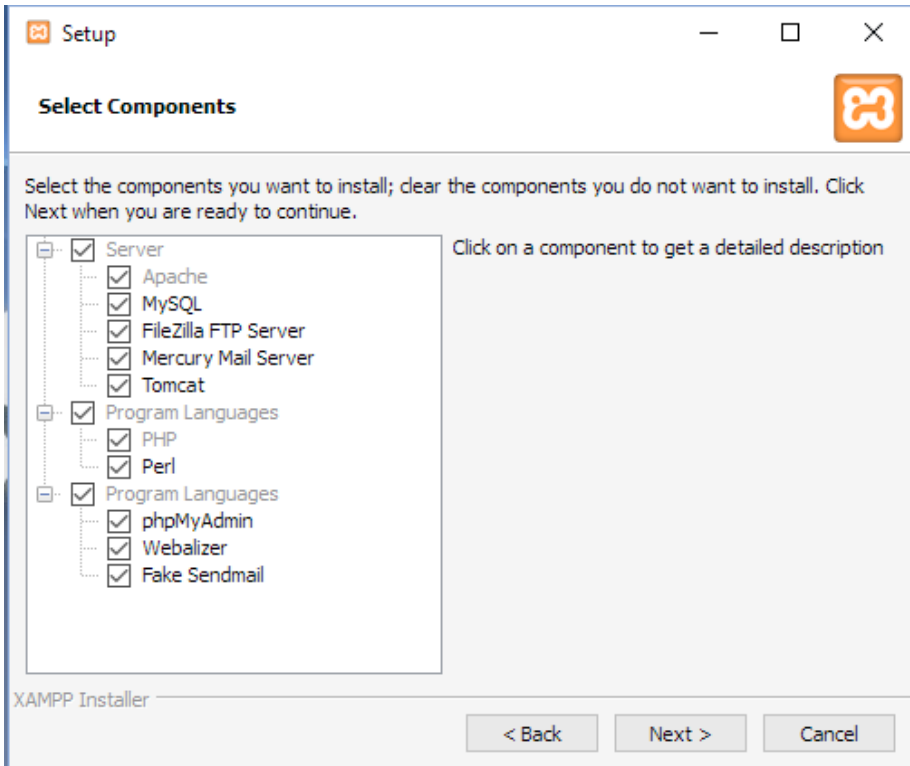 Setup
Select Components
Select the components you want to install; clear the components you do not want to install. Click
Next when you are ready to continue.
Server
Apache
MySQL
FileZilla FTP Server
Mercury Mail Server
Tomcat
Program Languages
PHP
Perl
Program Languages
phpMyAdmin
Webalizer
Fake Sendmail
Click on a component to get a detailed description
XAMPP Installer
< Back
Next >
Cancel